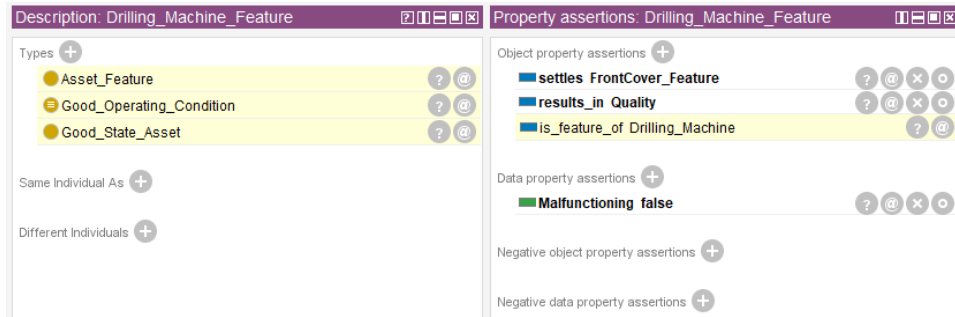 Description: Drilling_Machine_Feature
Types
Asset_Feature
Good_Operating_Condition
Good_State_Asset
Same Individual As
Different Individuals
Property assertions: Drilling_Machine_Feature
Object property assertions
settles FrontCover_Feature
results_in Quality
is_feature_of Drilling_Machine
Data property assertions
Malfunctioning false
Negative object property assertions
Negative data property assertions